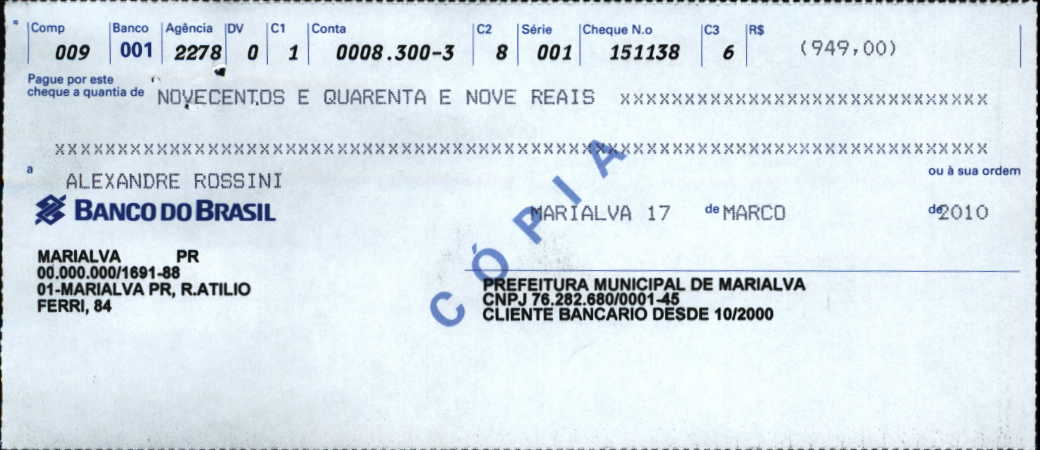 Comp Banco Agência DV C1 Conta C2 Série Cheque N.o C3 R$
009 001 2278 0 1 0008.300-3 8 001 151138 6 (949,00)
Pague por este
cheque a quantia de NOVECENTOS E QUARENTA E NOVE REAIS xxxxxxxxxxxxxxxxxxxxxxxxxxxxxxxxxx
xxxxxxxxxxxxxxxxxxxxxxxxxxxxxxxxxxxxxxxxxxxxxxxxxxxxxxxxxxxxxxxxxxxxxxxxxxxxxxxxxxxxxx
a ALEXANDRE ROSSINI ou à sua ordem
BANCO DO BRASIL MARIALVA 17 de MARCO de 2010
CÓPIA
MARIALVA PR
00.000.000/1691-88
01-MARIALVA PR, R.ATILIO
FERRI, 84
PREFEITURA MUNICIPAL DE MARIALVA
CNPJ 76.282.680/0001-45
CLIENTE BANCARIO DESDE 10/2000